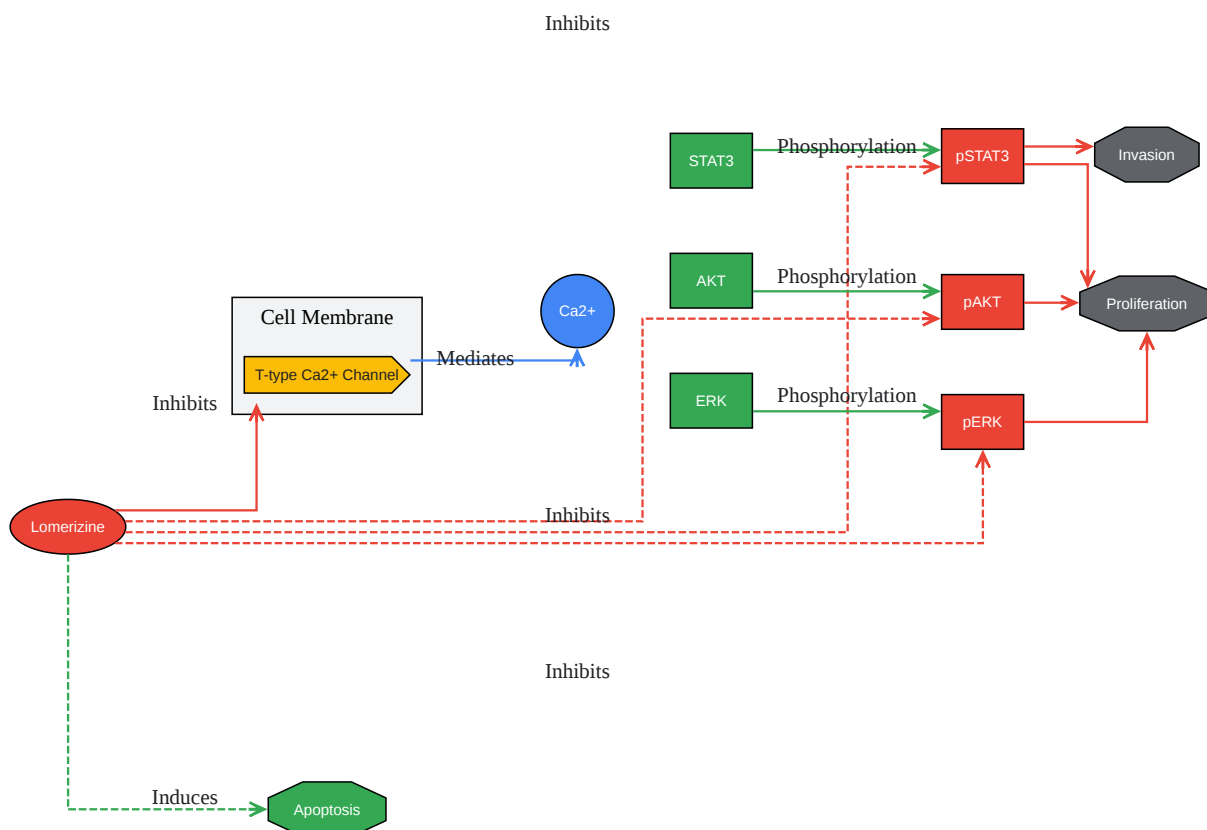 Inhibits
STAT3
Phosphorylation
pSTAT3
Invasion
AKT
Phosphorylation
pAKT
Proliferation
Cell Membrane
Ca2+
T-type Ca2+ Channel
Mediates
Inhibits
ERK
Phosphorylation
pERK
Lomerizine
Inhibits
Inhibits
Induces
Apoptosis